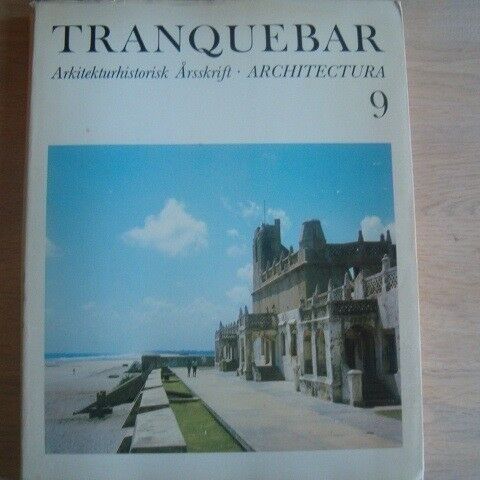 TRANQUEBAR
Arkitekturhistorisk Årsskrift · ARCHITECTURA
9